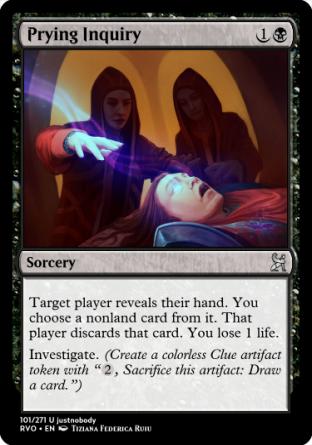 Prying Inquiry 1
Sorcery
Target player reveals their hand. You
choose a nonland card from it. That
player discards that card. You lose 1 life.
Investigate. (Create a colorless Clue artifact
token with “2, Sacrifice this artifact: Draw
a card.”)
101/271 U justnobody
RVO • EN Tiziana Federica Ruiu